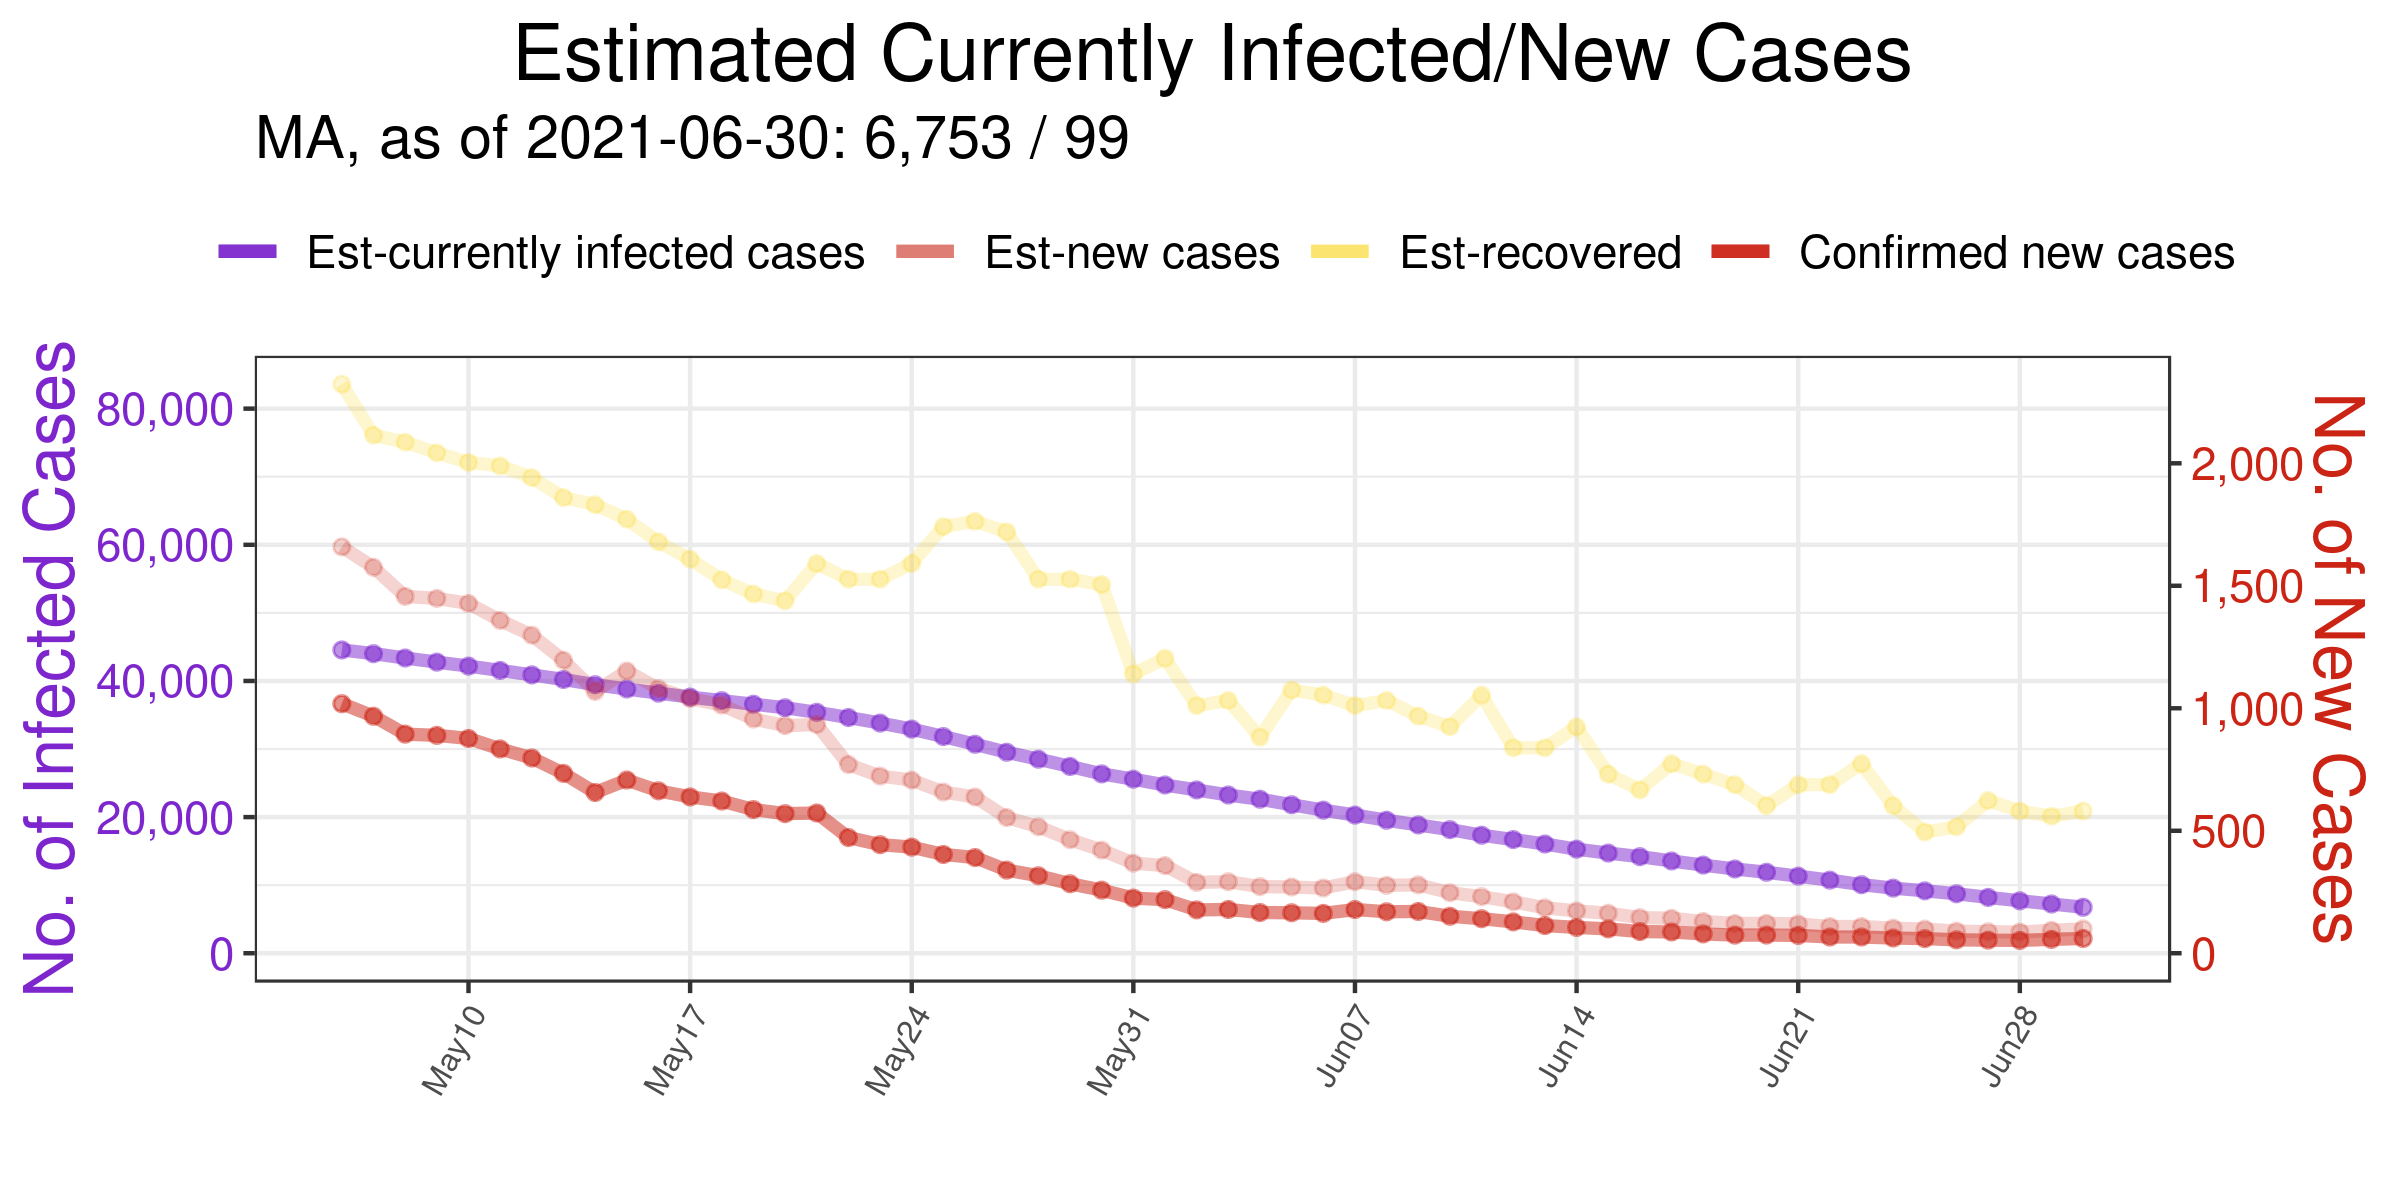 Estimated Currently Infected/New Cases
MA, as of 2021-06-30: 6,753 / 99
Est-currently infected cases Est-new cases Est-recovered Confirmed new cases
No. of Infected Cases
80,000
60,000
40,000
20,000
0
2,000
1,500
1,000
500
0
No. of New Cases
May10 May17 May24 May31 Jun07 Jun14 Jun21 Jun28